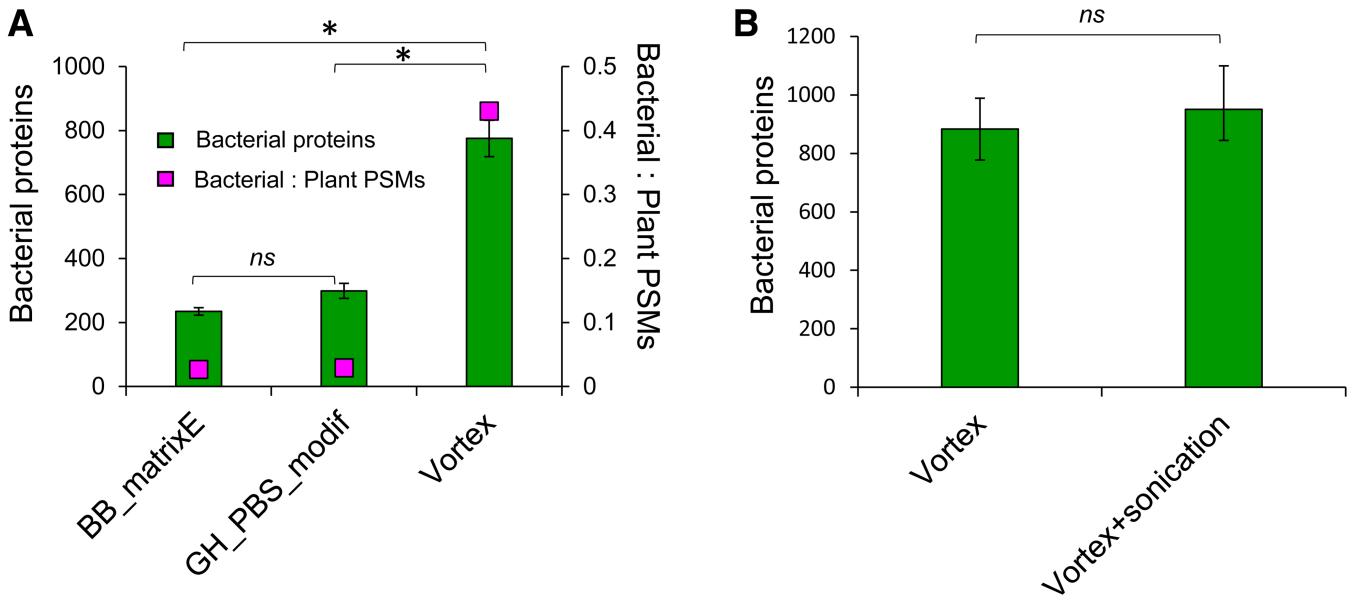 A
*
*
1000
800
600
400
200
0
Bacterial proteins
0.5
0.4
0.3
0.2
0.1
0
Bacterial : Plant PSMs
Bacterial proteins
Bacterial : Plant PSMs
ns
BB_matrixE
GH_PBS_modif
Vortex
B
ns
1200
1000
800
600
400
200
0
Bacterial proteins
Vortex
Vortex+sonication